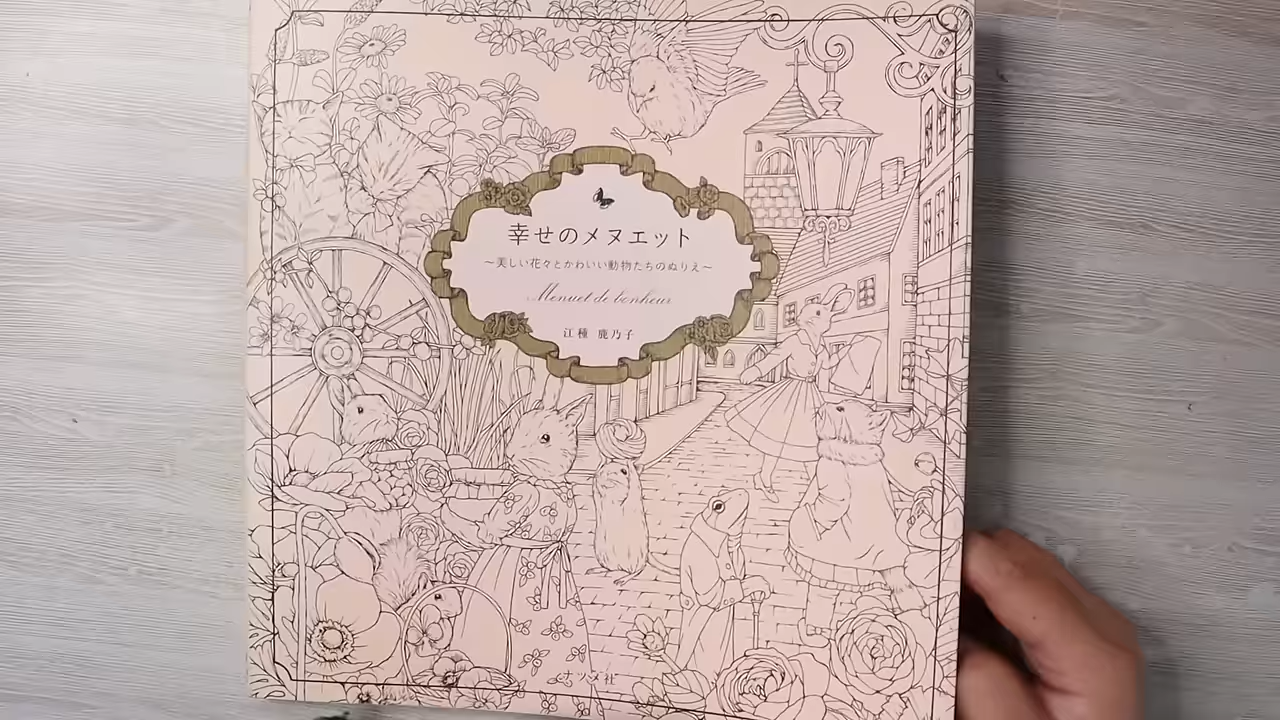 幸せのメヌエット
～美しい花々とかわいい動物たちのぬりえ～
Menuet de bonheur
江種 鹿乃子
ナツメ社